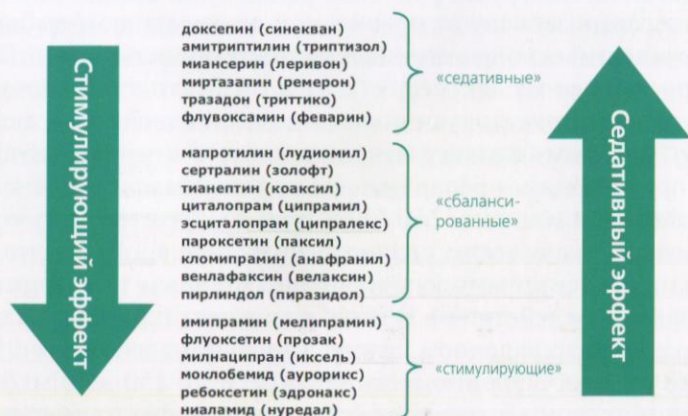 Стимулирующий эффект
доксепин (синекван)
амитриптилин (триптизол)
миансерин (леривон)
миртазапин (ремерон)
тразадон (триттико)
флувоксамин (феварин)
«седативные»
мапротилин (лудиомил)
сертралин (золофт)
тианептин (коаксил)
циталопрам (ципрамил)
эсциталопрам (ципралекс)
пароксетин (паксил)
кломипрамин (анафранил)
венлафаксин (велаксин)
пирлиндол (пиразидол)
«сбаланси-
рованные»
имипрамин (мелипрамин)
флуоксетин (прозак)
милнаципран (иксель)
моклобемид (аурорикс)
ребоксетин (эдронакс)
ниаламид (нуредал)
«стимулирующие»
Седативный эффект